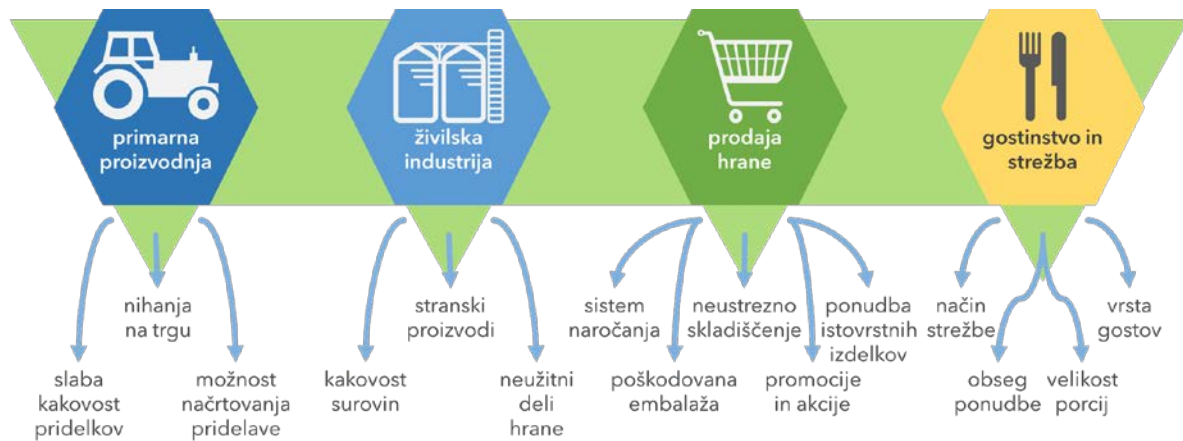 primarna
proizvodnja
živilska
industrija
prodaja
hrane
gostinstvo in
strežba
nihanja
na trgu
slaba
kakovost
pridelkov
možnost
načrtovanja
pridelave
stranski
proizvodi
kakovost
surovin
neužitni
deli
hrane
sistem
naročanja
neustrezno
skladiščenje
ponudba
istovrstnih
izdelkov
poškodovana
embalaža
promocije
in akcije
način
strežbe
vrsta
gostov
obseg
ponudbe
velikost
porcij